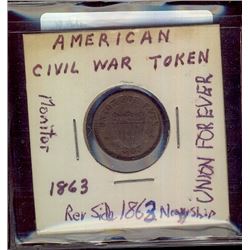 AMERICAN
CIVIL WAR TOKEN
Monitor
UNION FOREVER
1863
Rev Side 1863 Navy Ship